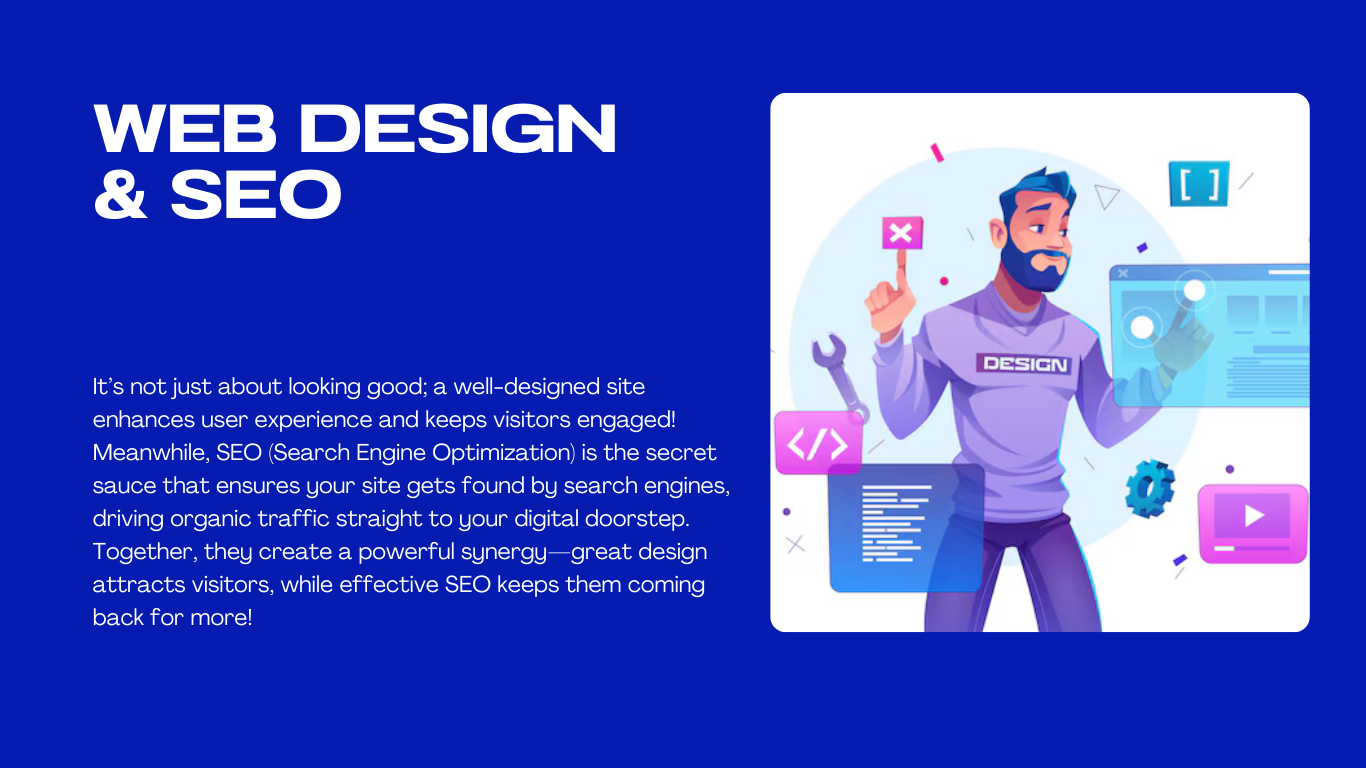 WEB DESIGN
& SEO
It's not just about looking good; a well-designed site
enhances user experience and keeps visitors engaged!
Meanwhile, SEO (Search Engine Optimization) is the secret
sauce that ensures your site gets found by search engines,
driving organic traffic straight to your digital doorstep.
Together, they create a powerful synergy—great design
attracts visitors, while effective SEO keeps them coming
back for more!
[ ]
DESIGN
</>